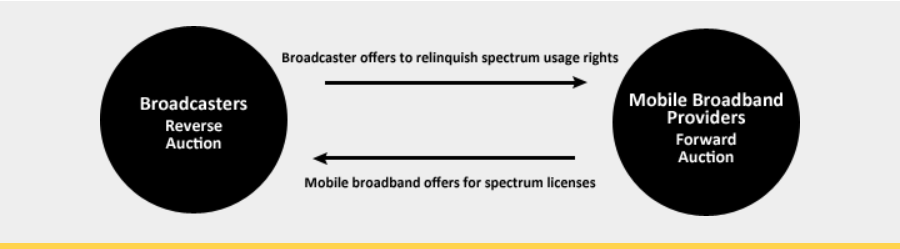 Broadcaster offers to relinquish spectrum usage rights
Broadcasters
Reverse
Auction
Mobile Broadband
Providers
Forward
Auction
Mobile broadband offers for spectrum licenses